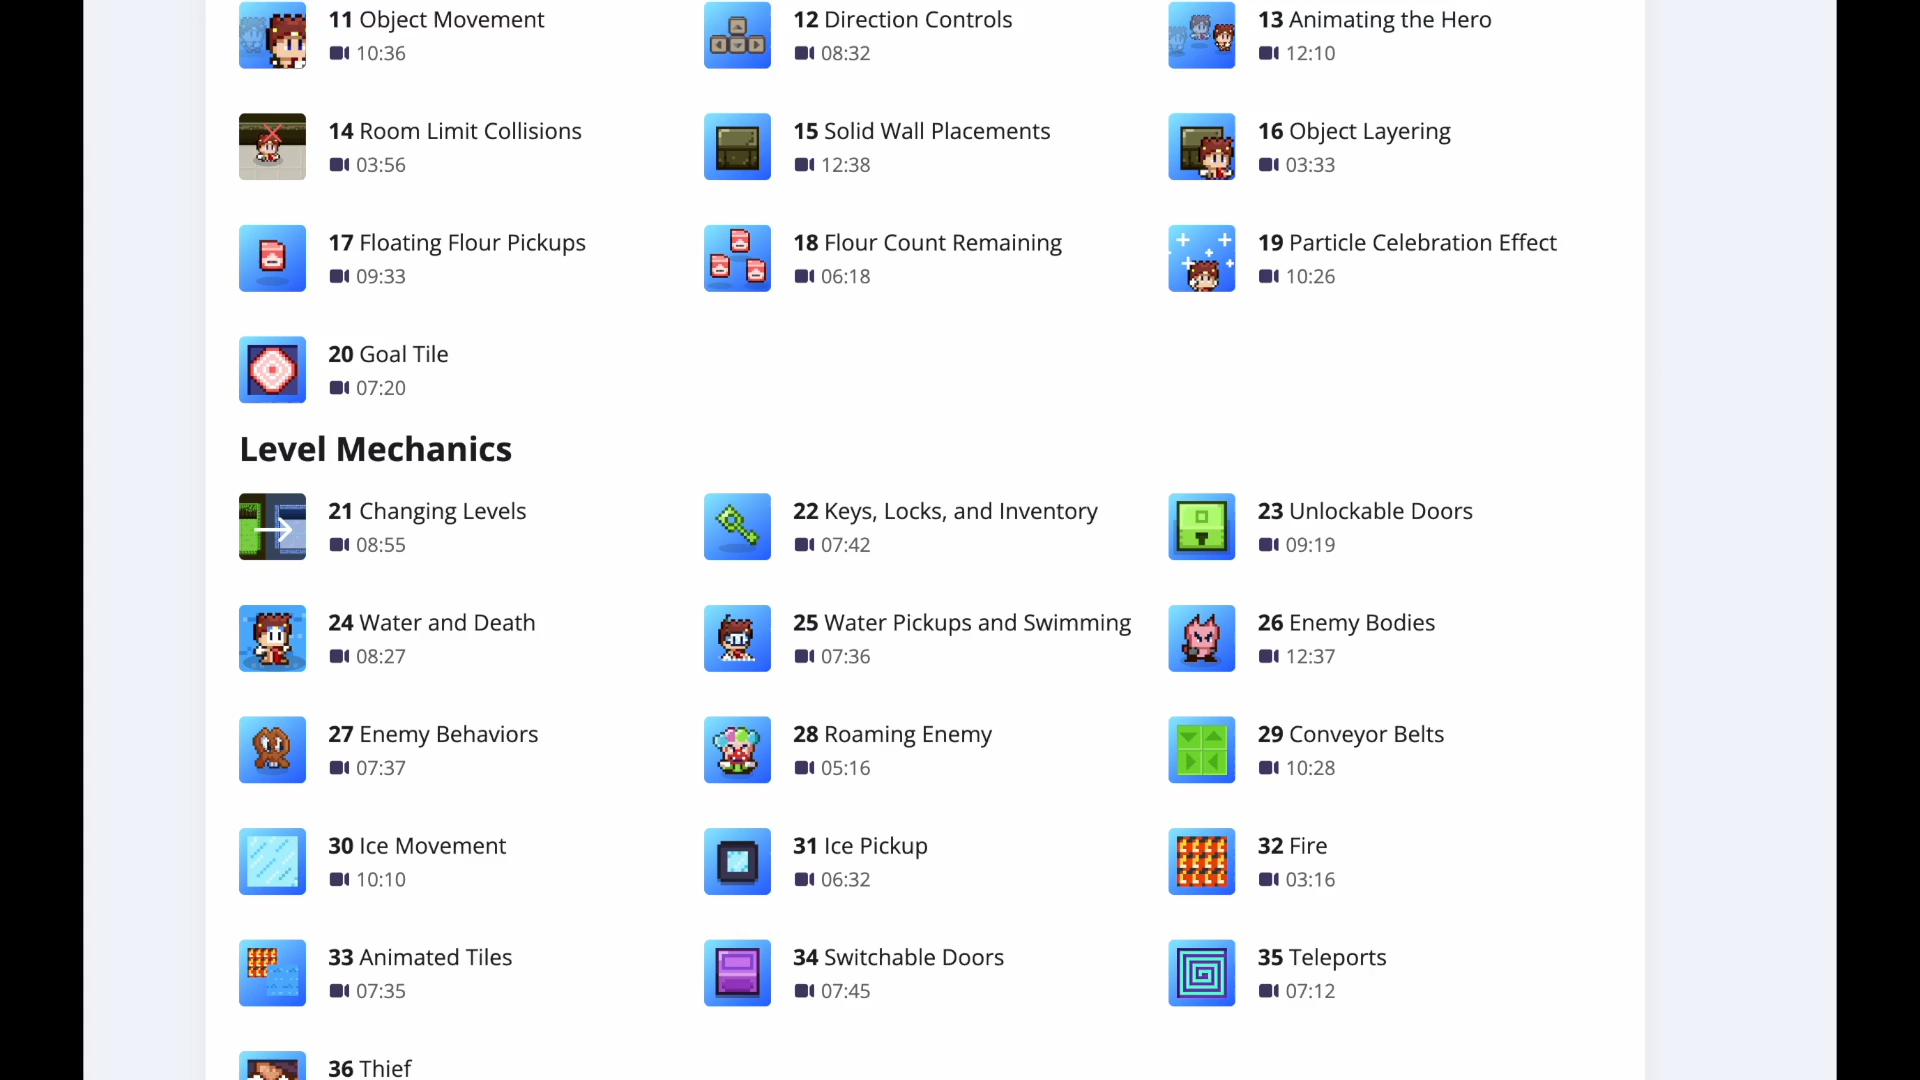 11 Object Movement
10:36
12 Direction Controls
08:32
13 Animating the Hero
12:10
14 Room Limit Collisions
03:56
15 Solid Wall Placements
12:38
16 Object Layering
03:33
17 Floating Flour Pickups
09:33
18 Flour Count Remaining
06:18
19 Particle Celebration Effect
10:26
20 Goal Tile
07:20
Level Mechanics
21 Changing Levels
08:55
22 Keys, Locks, and Inventory
07:42
23 Unlockable Doors
09:19
24 Water and Death
08:27
25 Water Pickups and Swimming
07:36
26 Enemy Bodies
12:37
27 Enemy Behaviors
07:37
28 Roaming Enemy
05:16
29 Conveyor Belts
10:28
30 Ice Movement
10:10
31 Ice Pickup
06:32
32 Fire
03:16
33 Animated Tiles
07:35
34 Switchable Doors
07:45
35 Teleports
07:12
36 Thief